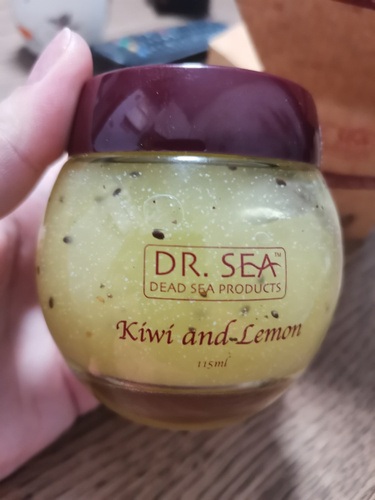 DR. SEA™
DEAD SEA PRODUCTS
Kiwi and Lemon
115ml